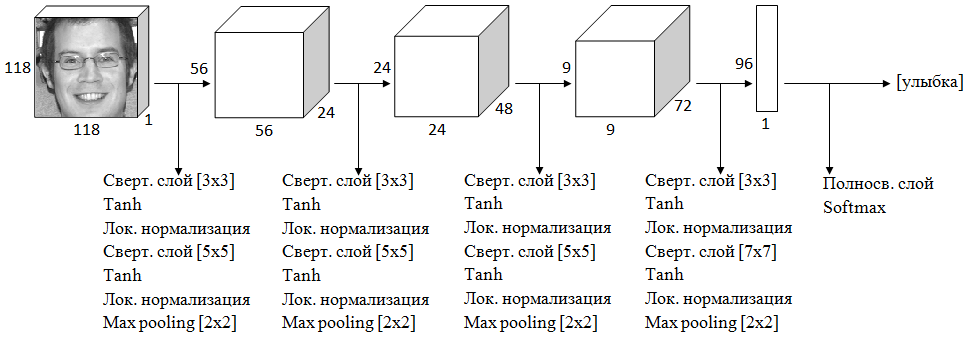 118
118
1
56
56
24
24
24
48
9
9
72
96
1
[улыбка]
Сверт. слой [3x3]
Tanh
Лок. нормализация
Сверт. слой [5x5]
Tanh
Лок. нормализация
Max pooling [2x2]
Сверт. слой [3x3]
Tanh
Лок. нормализация
Сверт. слой [5x5]
Tanh
Лок. нормализация
Max pooling [2x2]
Сверт. слой [3x3]
Tanh
Лок. нормализация
Сверт. слой [5x5]
Tanh
Лок. нормализация
Max pooling [2x2]
Сверт. слой [3x3]
Tanh
Лок. нормализация
Сверт. слой [7x7]
Tanh
Лок. нормализация
Max pooling [2x2]
Полносв. слой
Softmax